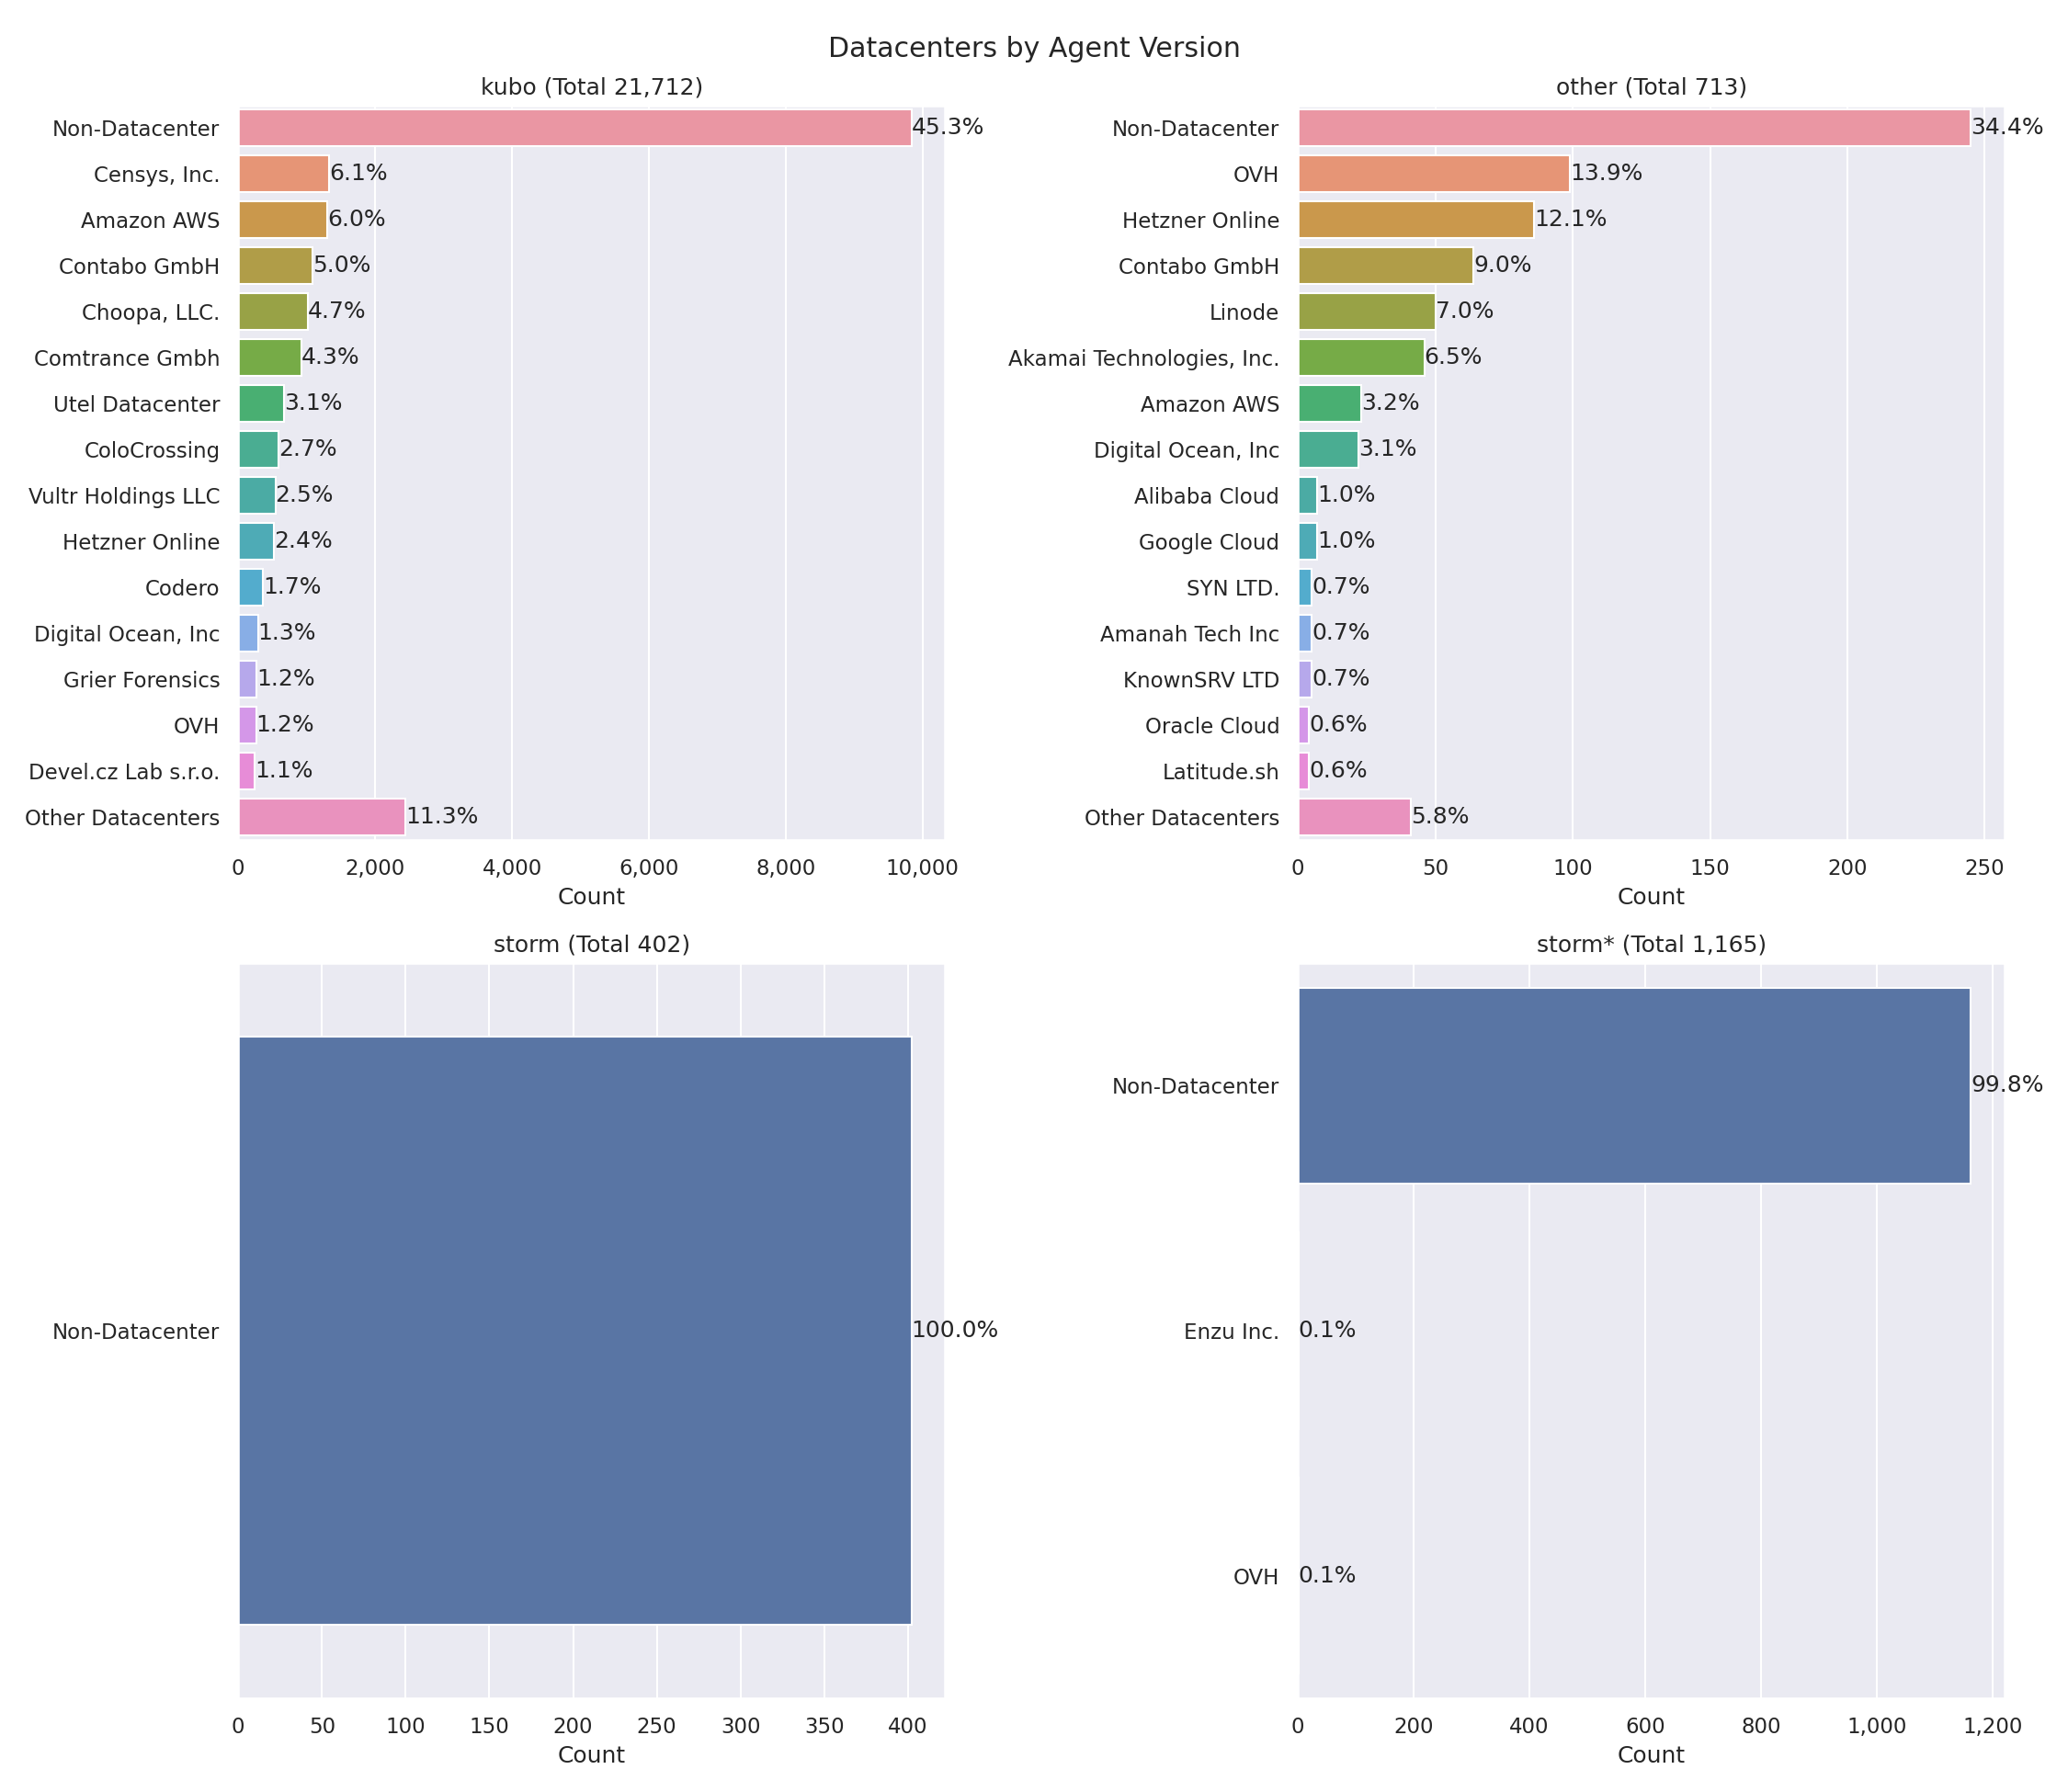 Datacenters by Agent Version
kubo (Total 21,712)
Non-Datacenter 45.3%
Censys, Inc. 6.1%
Amazon AWS 6.0%
Contabo GmbH 5.0%
Choopa, LLC. 4.7%
Comtrance Gmbh 4.3%
Utel Datacenter 3.1%
ColoCrossing 2.7%
Vultr Holdings LLC 2.5%
Hetzner Online 2.4%
Codero 1.7%
Digital Ocean, Inc 1.3%
Grier Forensics 1.2%
OVH 1.2%
Devel.cz Lab s.r.o. 1.1%
Other Datacenters 11.3%
0 2,000 4,000 6,000 8,000 10,000
Count
other (Total 713)
Non-Datacenter 34.4%
OVH 13.9%
Hetzner Online 12.1%
Contabo GmbH 9.0%
Linode 7.0%
Akamai Technologies, Inc. 6.5%
Amazon AWS 3.2%
Digital Ocean, Inc 3.1%
Alibaba Cloud 1.0%
Google Cloud 1.0%
SYN LTD. 0.7%
Amanah Tech Inc 0.7%
KnownSRV LTD 0.7%
Oracle Cloud 0.6%
Latitude.sh 0.6%
Other Datacenters 5.8%
0 50 100 150 200 250
Count
storm (Total 402)
Non-Datacenter 100.0%
0 50 100 150 200 250 300 350 400
Count
storm* (Total 1,165)
Non-Datacenter 99.8%
Enzu Inc. 0.1%
OVH 0.1%
0 200 400 600 800 1,000 1,200
Count